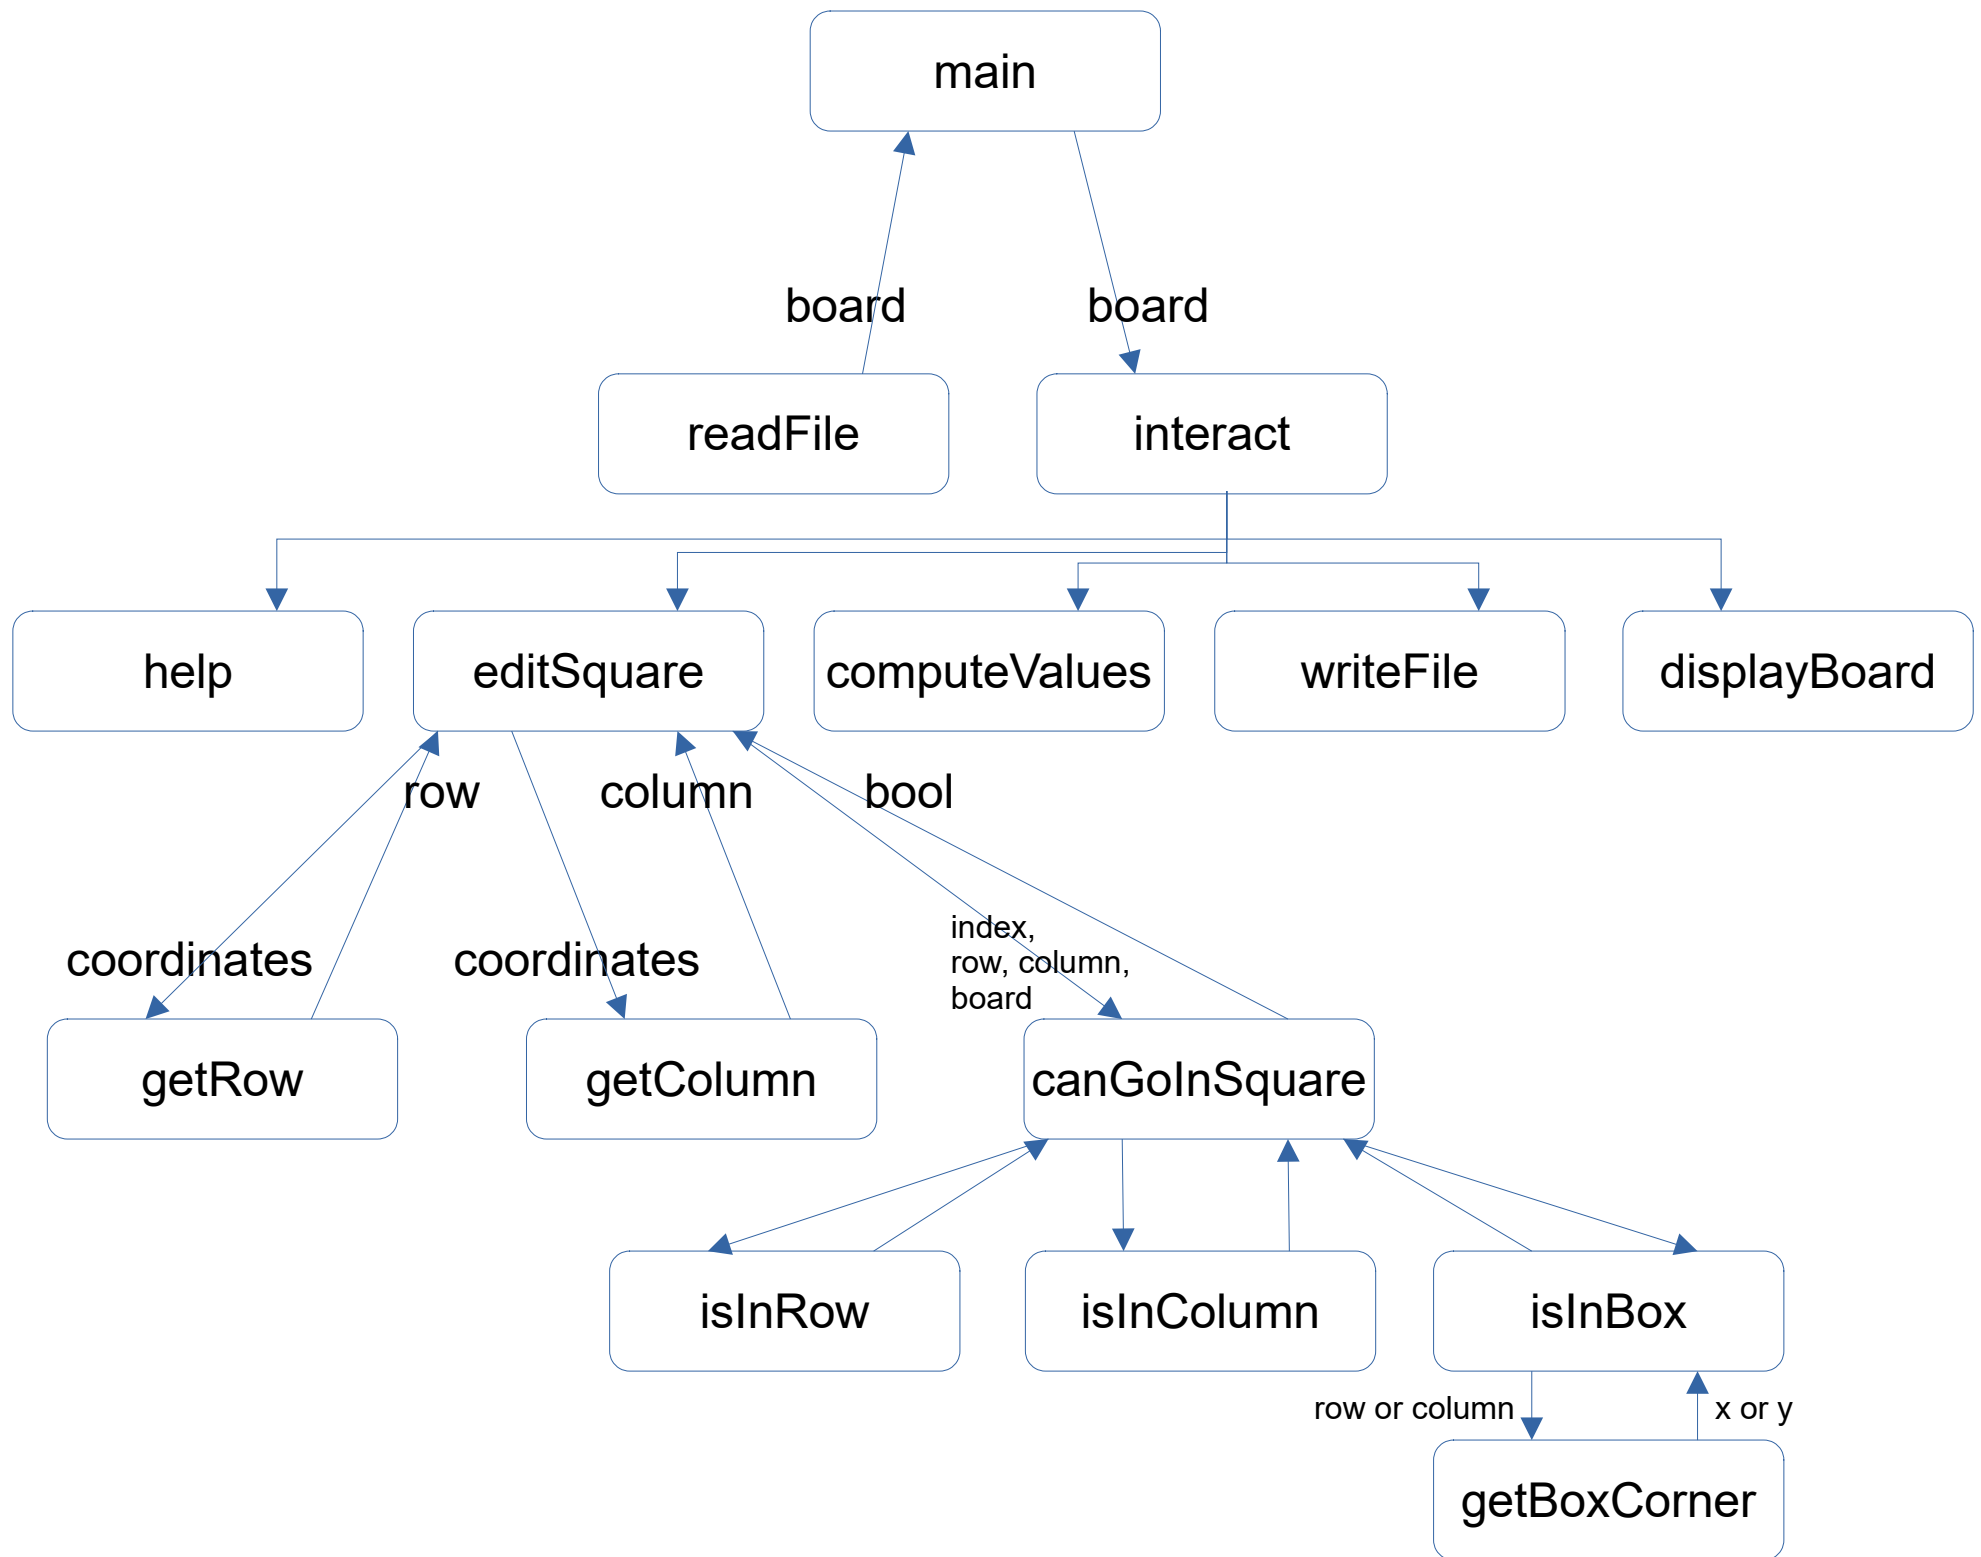 main
board
board
readFile
interact
help
editSquare
computeValues
writeFile
displayBoard
row
column
bool
coordinates
coordinates
index,
row, column,
board
getRow
getColumn
canGoInSquare
isInRow
isInColumn
isInBox
row or column
x or y
getBoxCorner